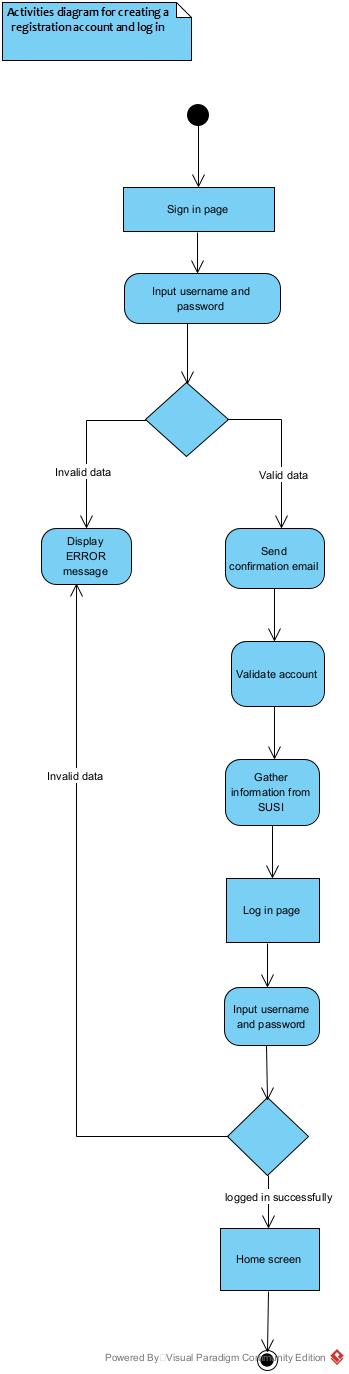 Activities diagram for creating a
registration account and log in
Sign in page
Input username and
password
Invalid data
Valid data
Display
ERROR
message
Send
confirmation email
Validate account
Gather
information from
SUSI
Invalid data
Log in page
Input username
and password
logged in successfully
Home screen
Powered By Visual Paradigm Community Edition